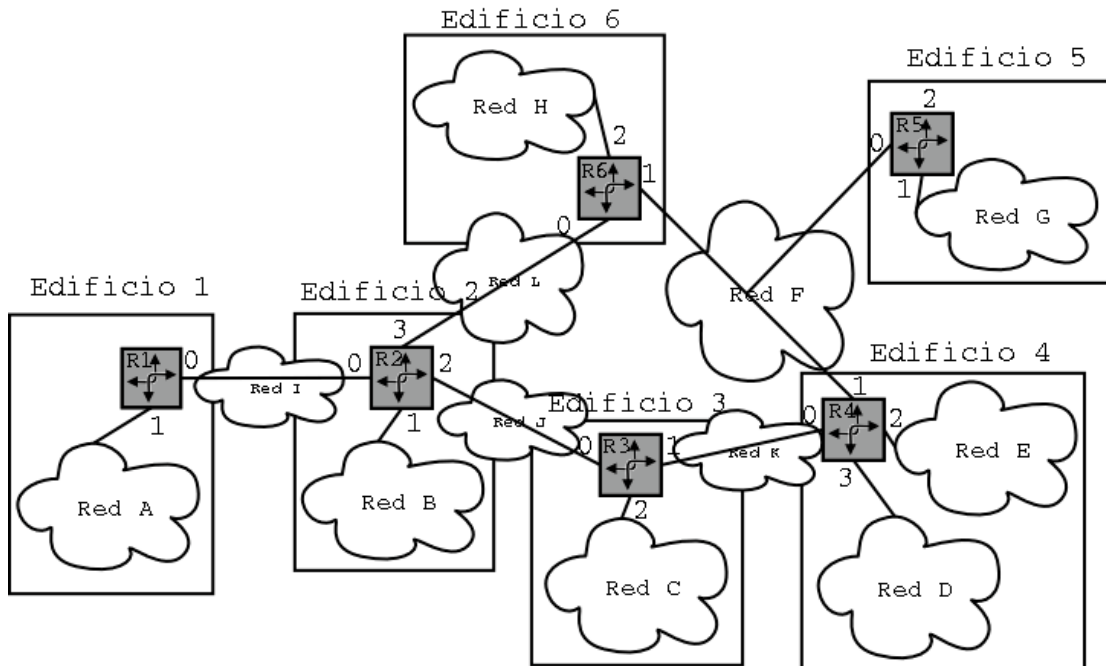 Edificio 6
Red H
2
R6
1
0
Edificio 5
2
R5
0
1
Red G
Red L
Red F
Edificio 1
R1
0
1
Red A
Red I
Edificio 2
3
0
R2
2
1
Red B
Red J
Edificio 3
0
R3
1
2
Red C
Red K
Edificio 4
1
0
R4
2
3
Red E
Red D